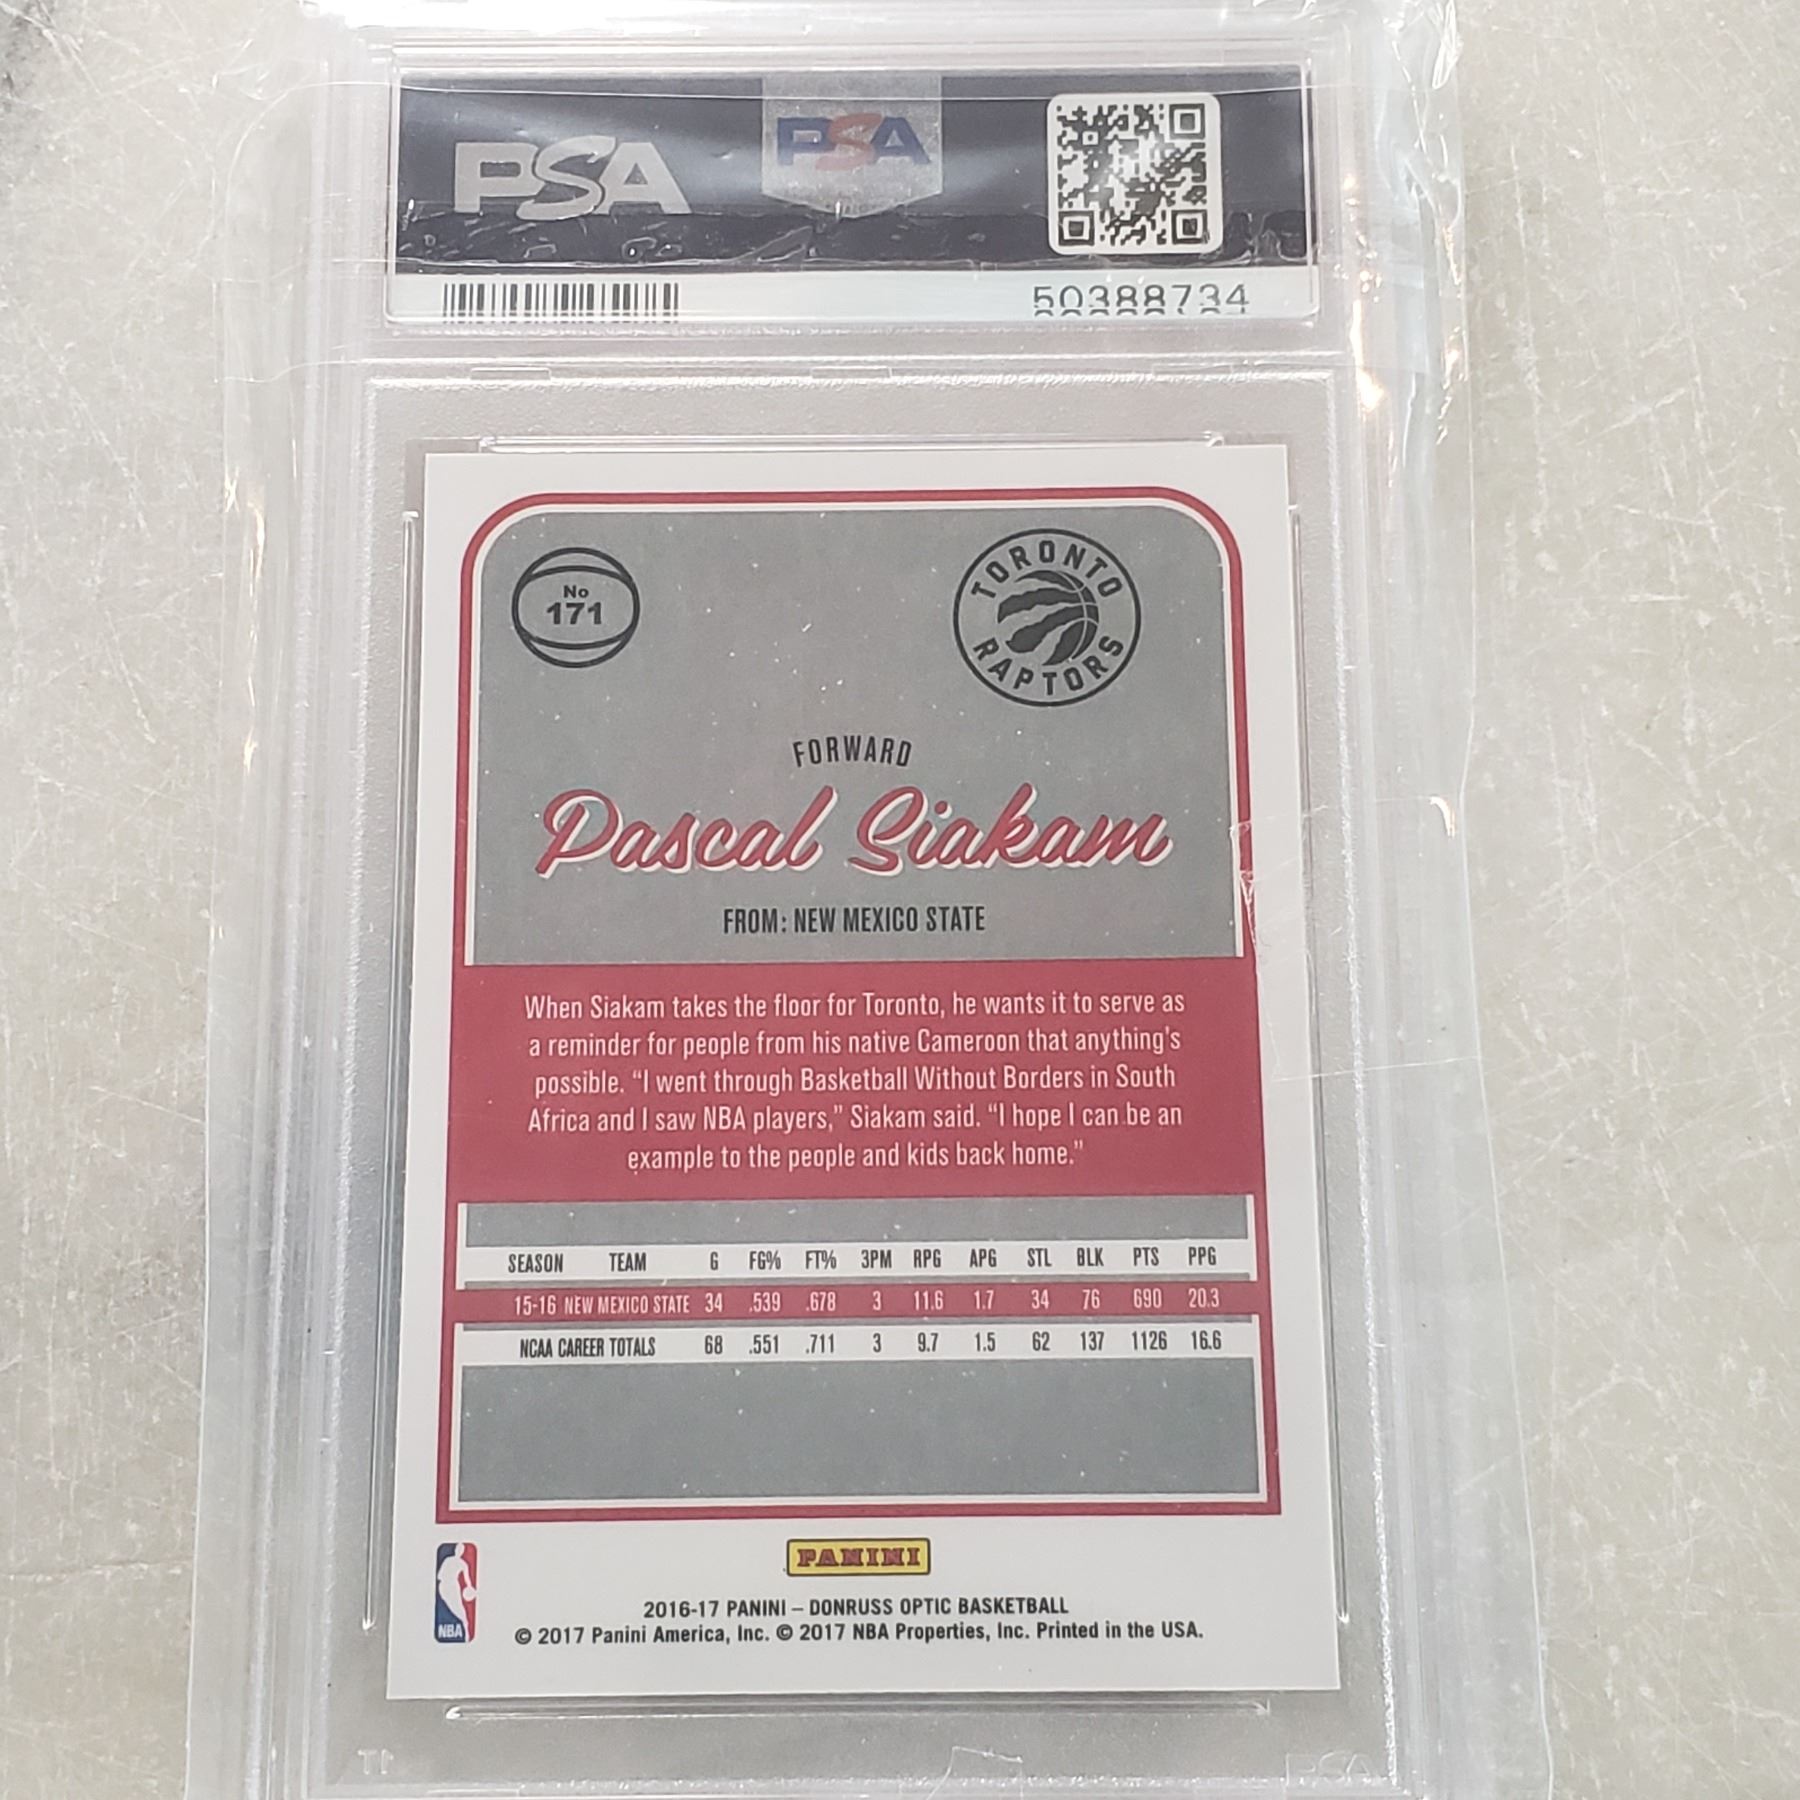 PSA
PSA
50388734
No
171
TORONTO
RAPTORS
FORWARD
Pascal Siakam
FROM: NEW MEXICO STATE
When Siakam takes the floor for Toronto, he wants it to serve as
a reminder for people from his native Cameroon that anything's
possible. “I went through Basketball Without Borders in South
Africa and I saw NBA players,” Siakam said. “I hope I can be an
example to the people and kids back home.”
SEASON TEAM G FG% FT% 3PM RPG APG STL BLK PTS PPG
15-16 NEW MEXICO STATE 34 .539 .678 3 11.6 1.7 34 76 690 20.3
NCAA CAREER TOTALS 68 .551 .711 3 9.7 1.5 62 137 1126 16.6
NBA
PANINI
2016-17 PANINI – DONRUSS OPTIC BASKETBALL
© 2017 Panini America, Inc. © 2017 NBA Properties, Inc. Printed in the USA.
PSA